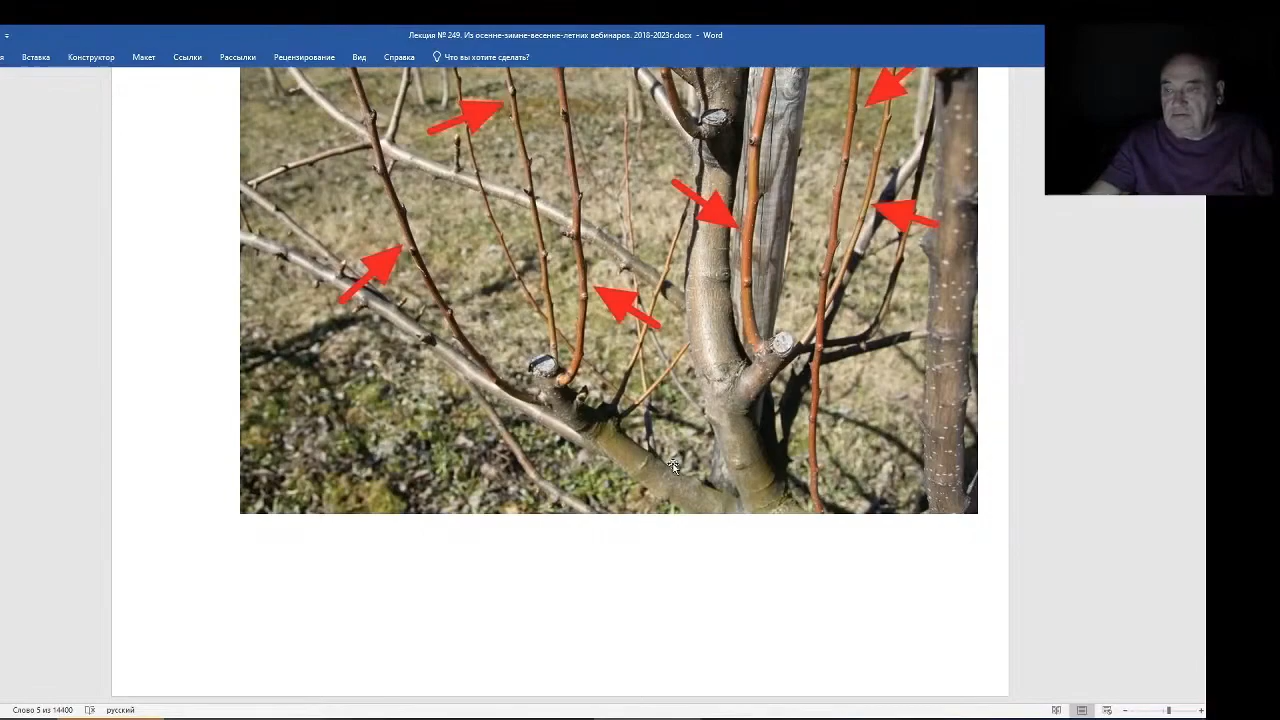 Лекция № 249. Из осенне-зимне-весенне-летних вебинаров. 2018-2023г.docx - Word
Вставка Конструктор Макет Ссылки Рассылки Рецензирование Вид Справка Что вы хотите сделать?
Слово 5 из 14400 русский